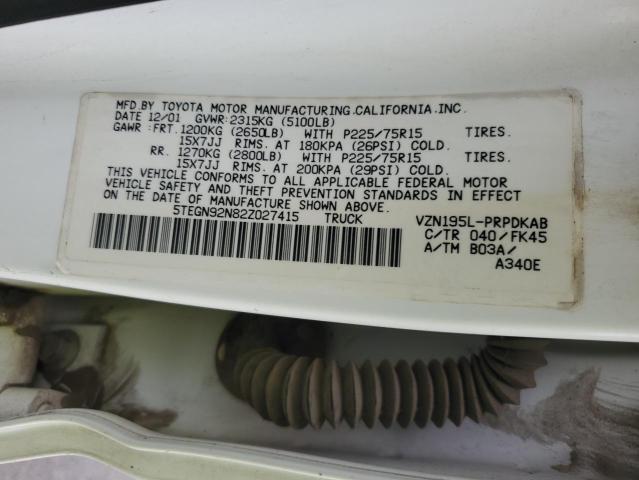 MFD.BY TOYOTA MOTOR MANUFACTURING.CALIFORNIA.INC.
DATE 12/01 GVWR:2315KG (5100LB)
GAWR :FRT.1200KG (2650LB) WITH P225/75R15 TIRES.
15X7JJ RIMS. AT 180KPA (26PSI) COLD.
RR. 1270KG (2800LB) WITH P225/75R15 TIRES.
15X7JJ RIMS. AT 200KPA (29PSI) COLD.
THIS VEHICLE CONFORMS TO ALL APPLICABLE FEDERAL MOTOR
VEHICLE SAFETY AND THEFT PREVENTION STANDARDS IN EFFECT
ON THE DATE OF MANUFACTURE SHOWN ABOVE.
5TEGN92N82Z027415 TRUCK VZN195L-PRPDKAB
C/TR 040/FK45
A/TM B03A/
A340E